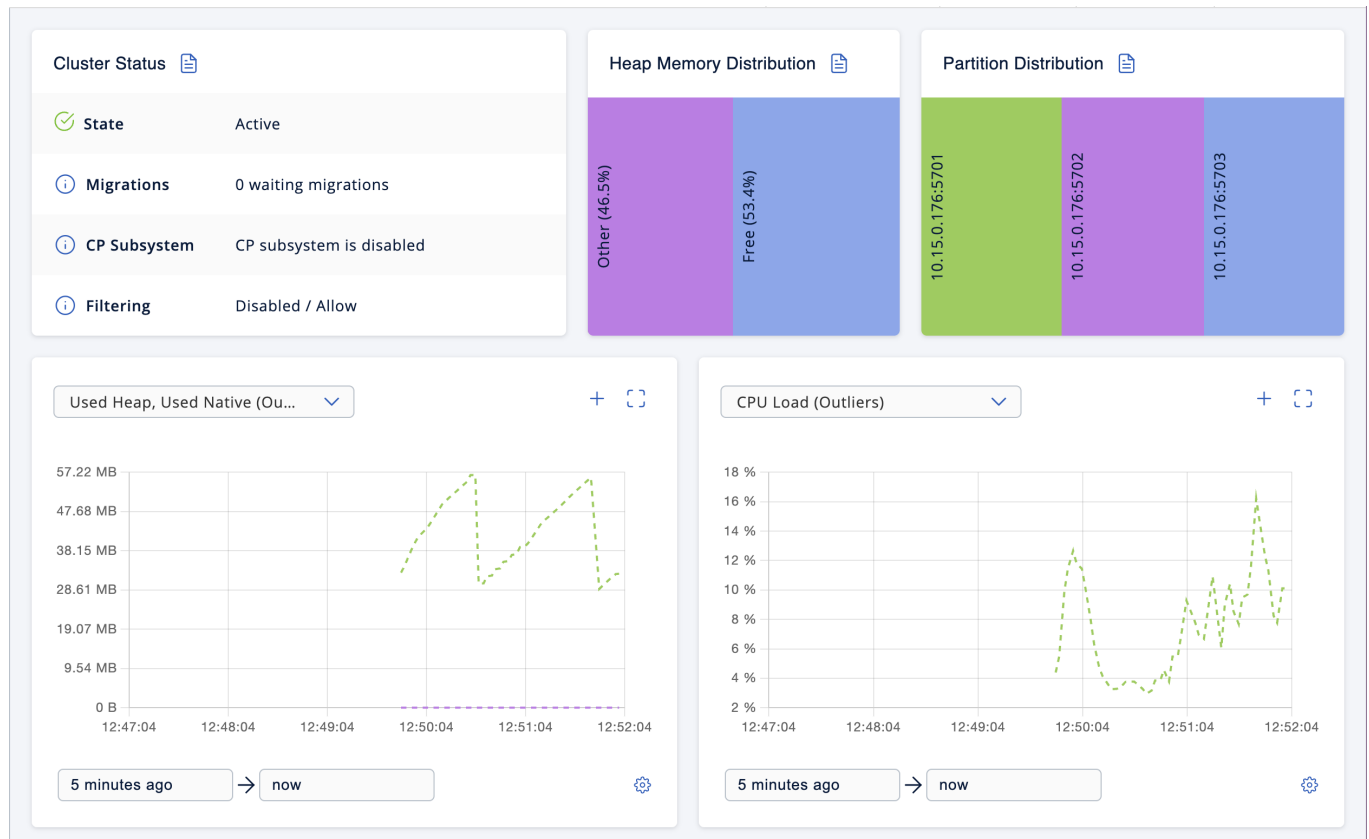 Cluster Status
State Active
Migrations 0 waiting migrations
CP Subsystem CP subsystem is disabled
Filtering Disabled / Allow
Heap Memory Distribution
Other (46.5%)
Free (53.4%)
Partition Distribution
10.15.0.176:5701
10.15.0.176:5702
10.15.0.176:5703
Used Heap, Used Native (Ou...
57.22 MB
47.68 MB
38.15 MB
28.61 MB
19.07 MB
9.54 MB
0 B
12:47:04 12:48:04 12:49:04 12:50:04 12:51:04 12:52:04
5 minutes ago → now
CPU Load (Outliers)
18 %
16 %
14 %
12 %
10 %
8 %
6 %
4 %
2 %
12:47:04 12:48:04 12:49:04 12:50:04 12:51:04 12:52:04
5 minutes ago → now